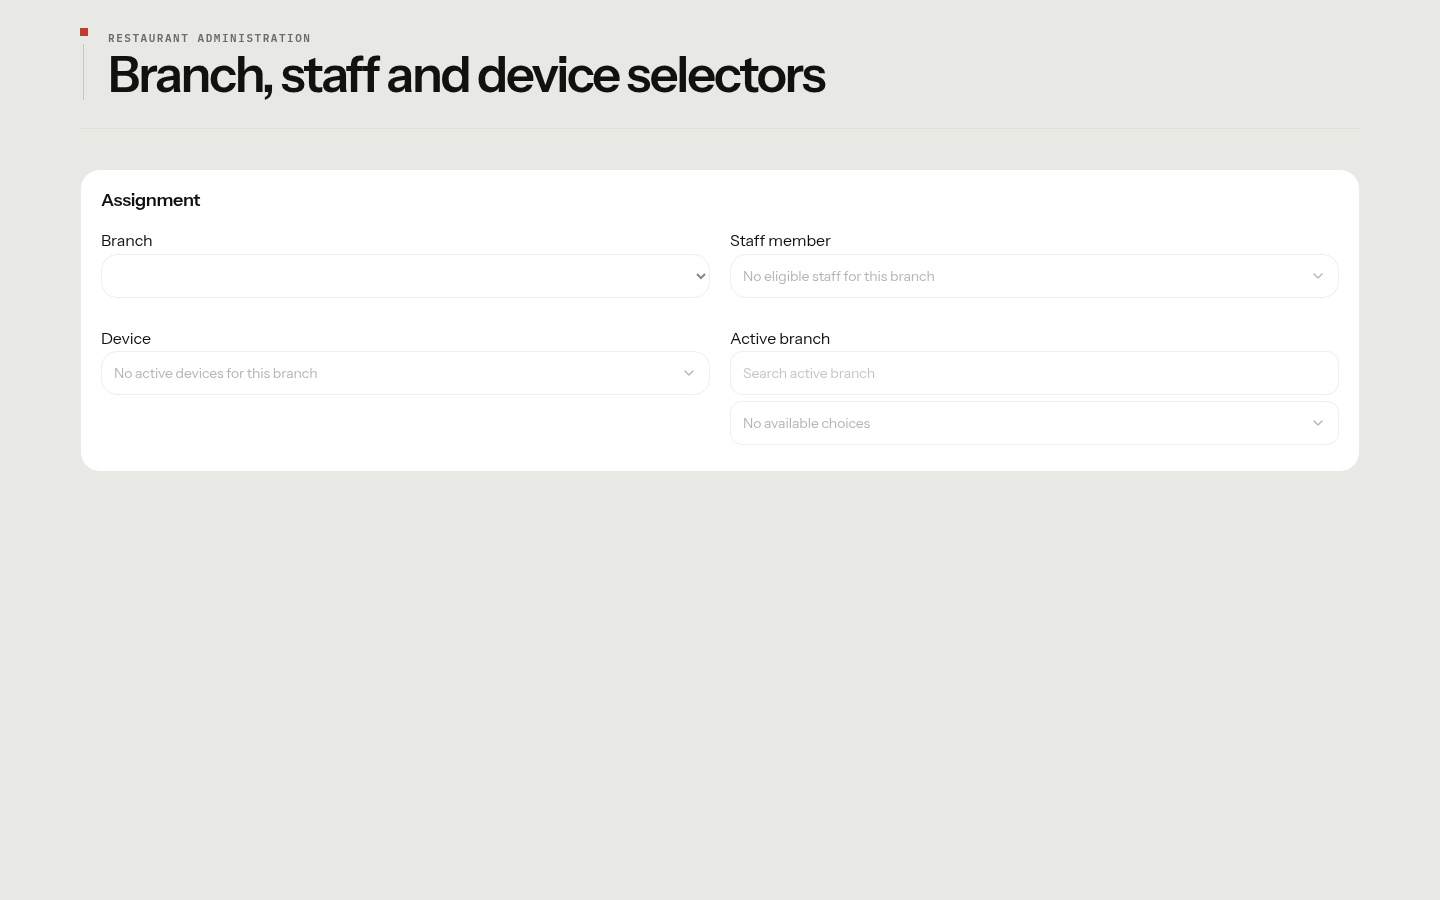 RESTAURANT ADMINISTRATION
Branch, staff and device selectors
Assignment
Branch
Staff member
No eligible staff for this branch
Device
No active devices for this branch
Active branch
Search active branch
No available choices